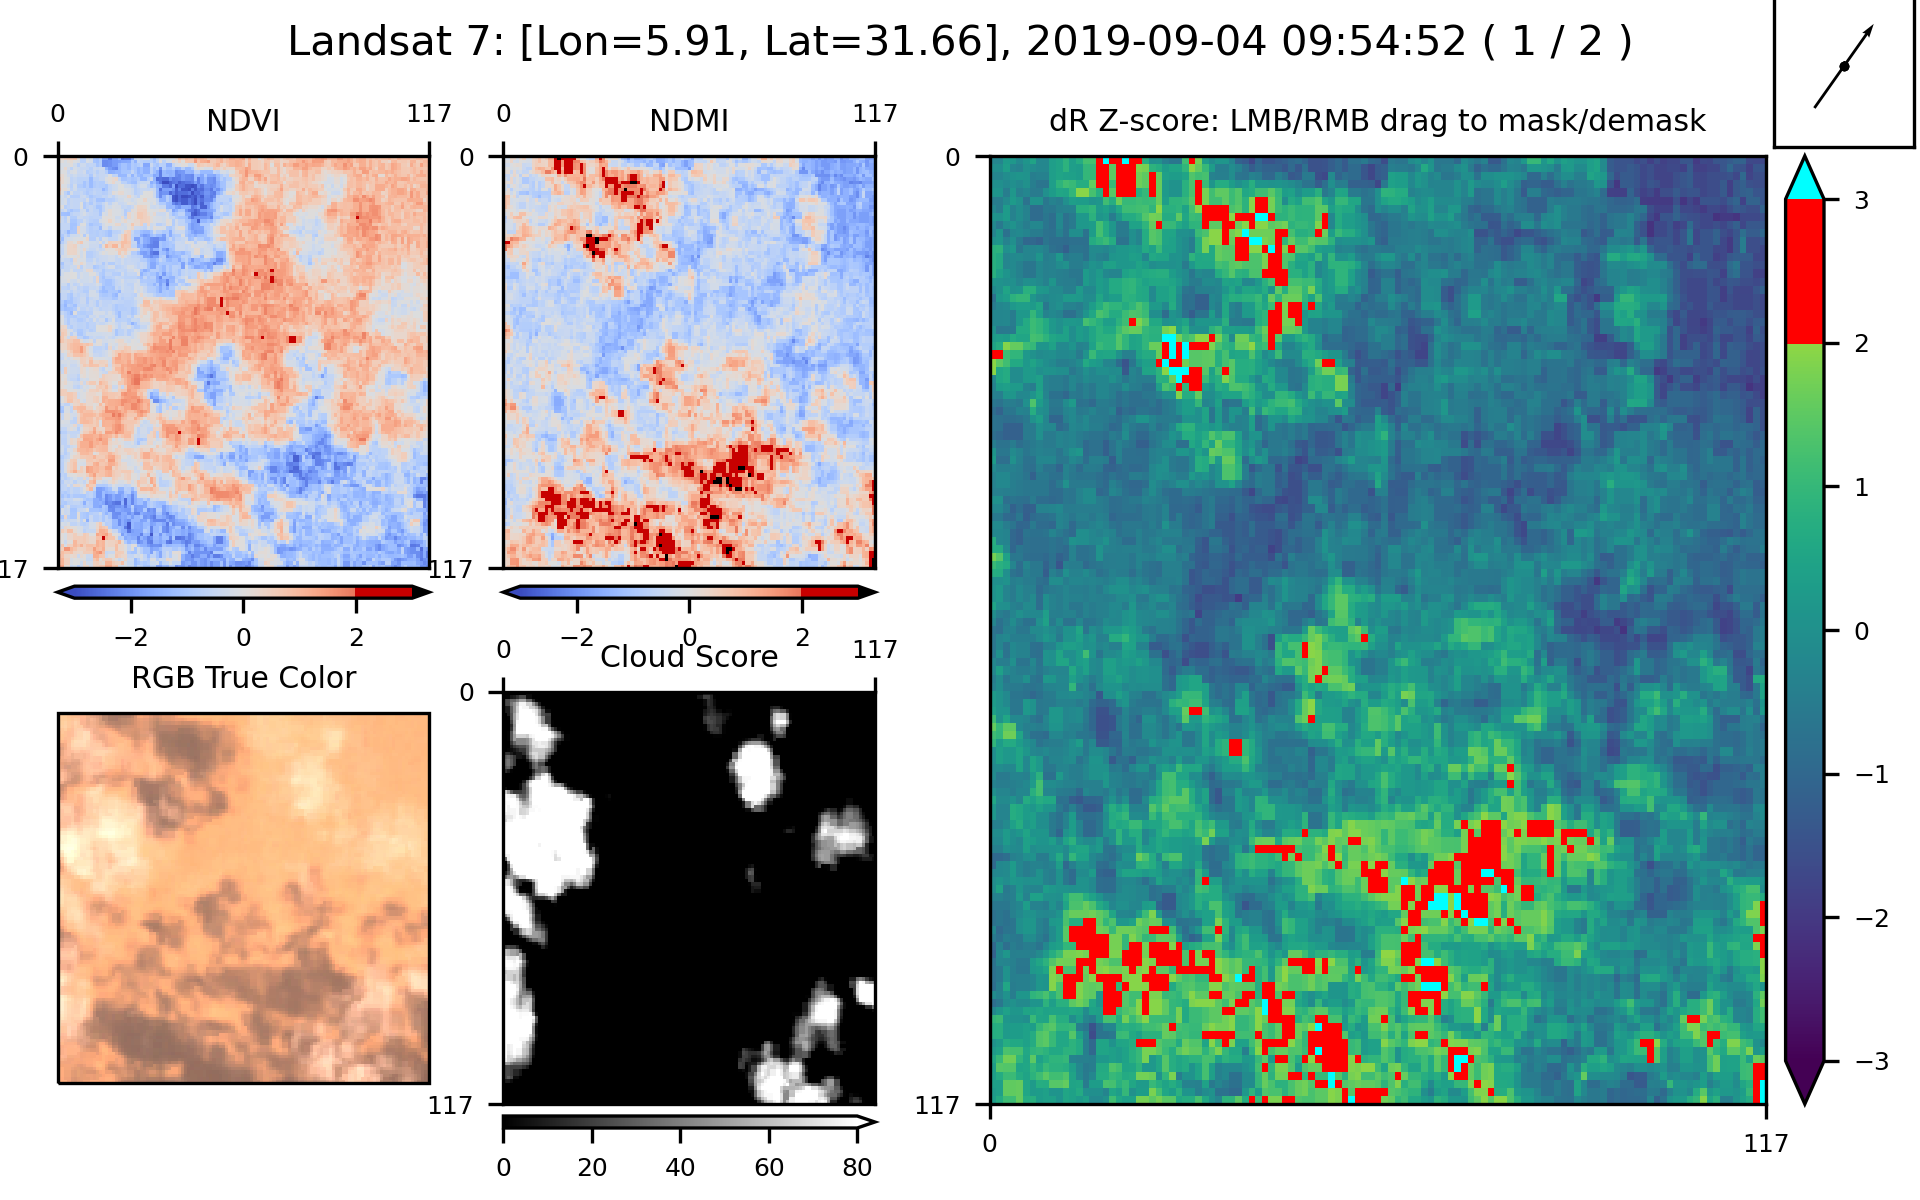 Landsat 7: [Lon=5.91, Lat=31.66], 2019-09-04 09:54:52 ( 1 / 2 )
0 117
NDVI
0
17
−2 0 2
0 117
NDMI
0
117
−2 0 2
dR Z-score: LMB/RMB drag to mask/demask
0
117
0 117
3
2
1
0
−1
−2
−3
RGB True Color
0 117
Cloud Score
0
117
0 20 40 60 80